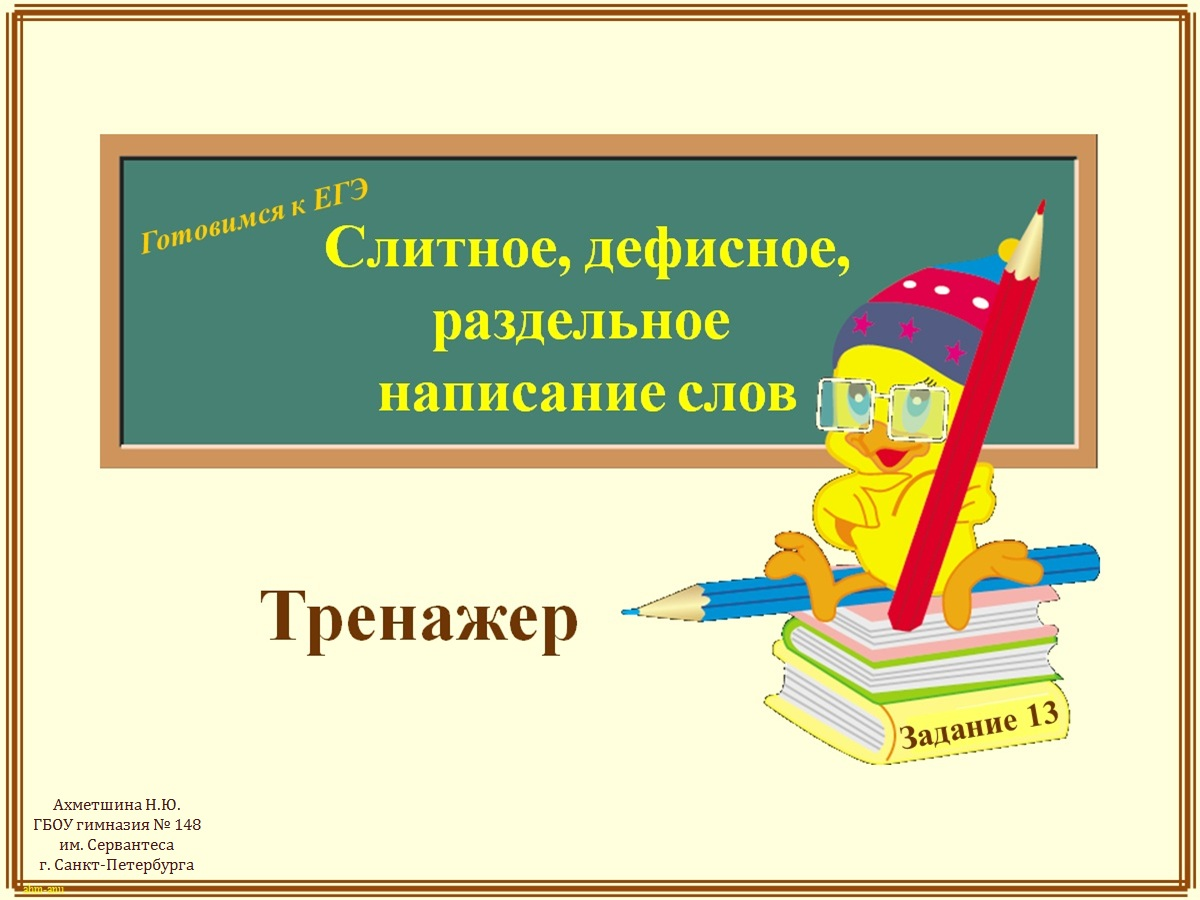 Готовимся к ЕГЭ
Слитное, дефисное,
раздельное
написание слов
Тренажер
Задание 13
Ахметшина Н.Ю.
ГБОУ гимназия № 148
им. Сервантеса
г. Санкт-Петербурга